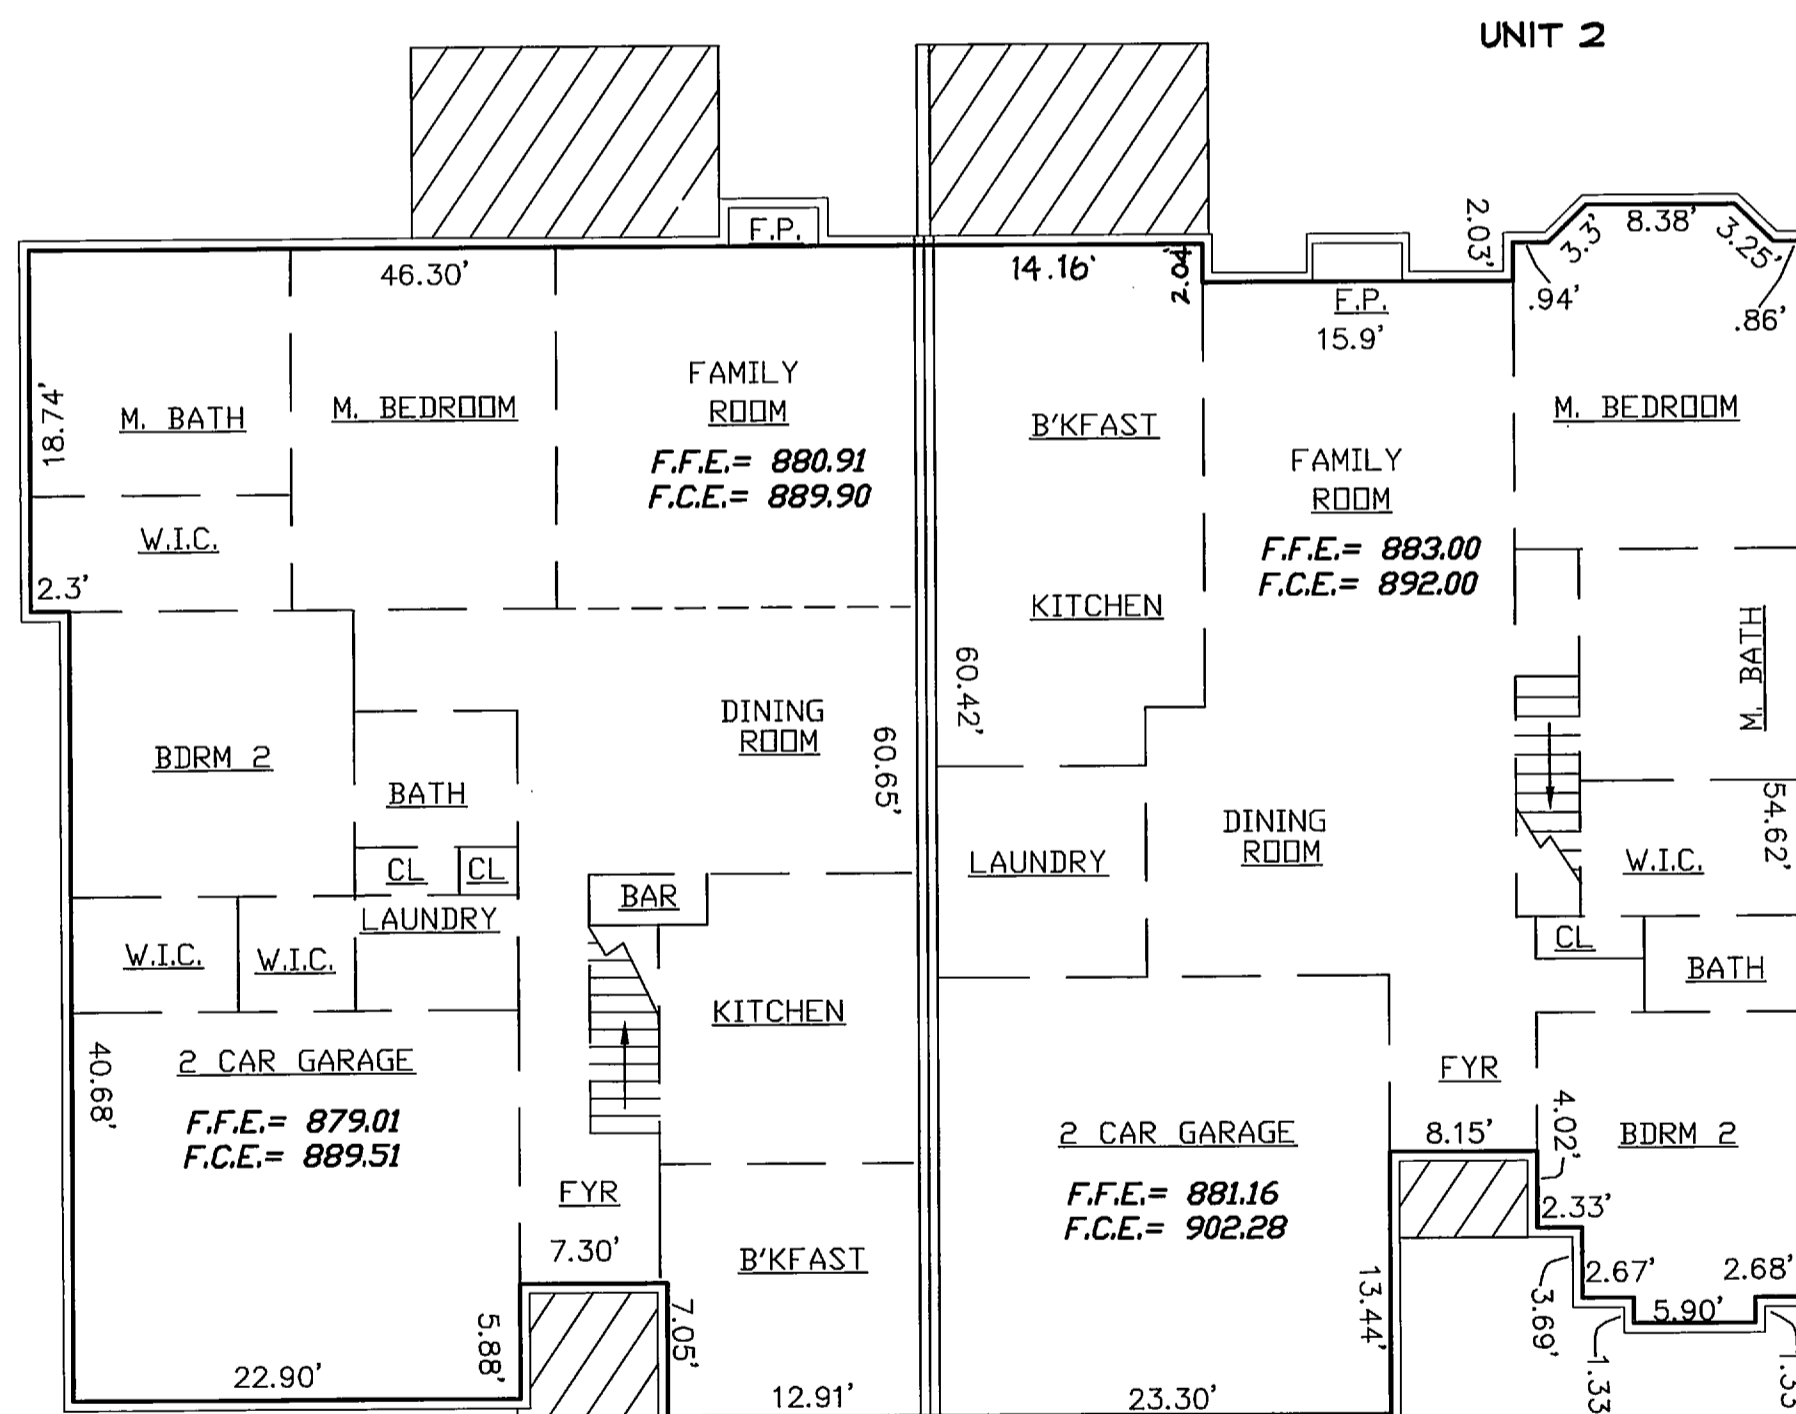 UNIT 2
F.P.
46.30'
18.74'
M. BATH
M. BEDROOM
FAMILY
ROOM
F.F.E.= 880.91
F.C.E.= 889.90
W.I.C.
2.3'
BDRM 2
BATH
CL
CL
DINING
ROOM
60.65'
W.I.C.
W.I.C.
LAUNDRY
BAR
KITCHEN
40.68'
2 CAR GARAGE
F.F.E.= 879.01
F.C.E.= 889.51
FYR
7.30'
B'KFAST
5.88'
7.05'
22.90'
12.91'
14.16'
2.04'
F.P.
15.9'
2.03'
.94'
3.3'
8.38'
3.25'
.86'
B'KFAST
FAMILY
ROOM
F.F.E.= 883.00
F.C.E.= 892.00
M. BEDROOM
KITCHEN
60.42'
M. BATH
LAUNDRY
DINING
ROOM
W.I.C.
54.62'
CL
BATH
FYR
8.15'
4.02'
BDRM 2
2 CAR GARAGE
F.F.E.= 881.16
F.C.E.= 902.28
2.33'
2.67'
2.68'
5.90'
13.44'
3.69'
1.33
23.30'